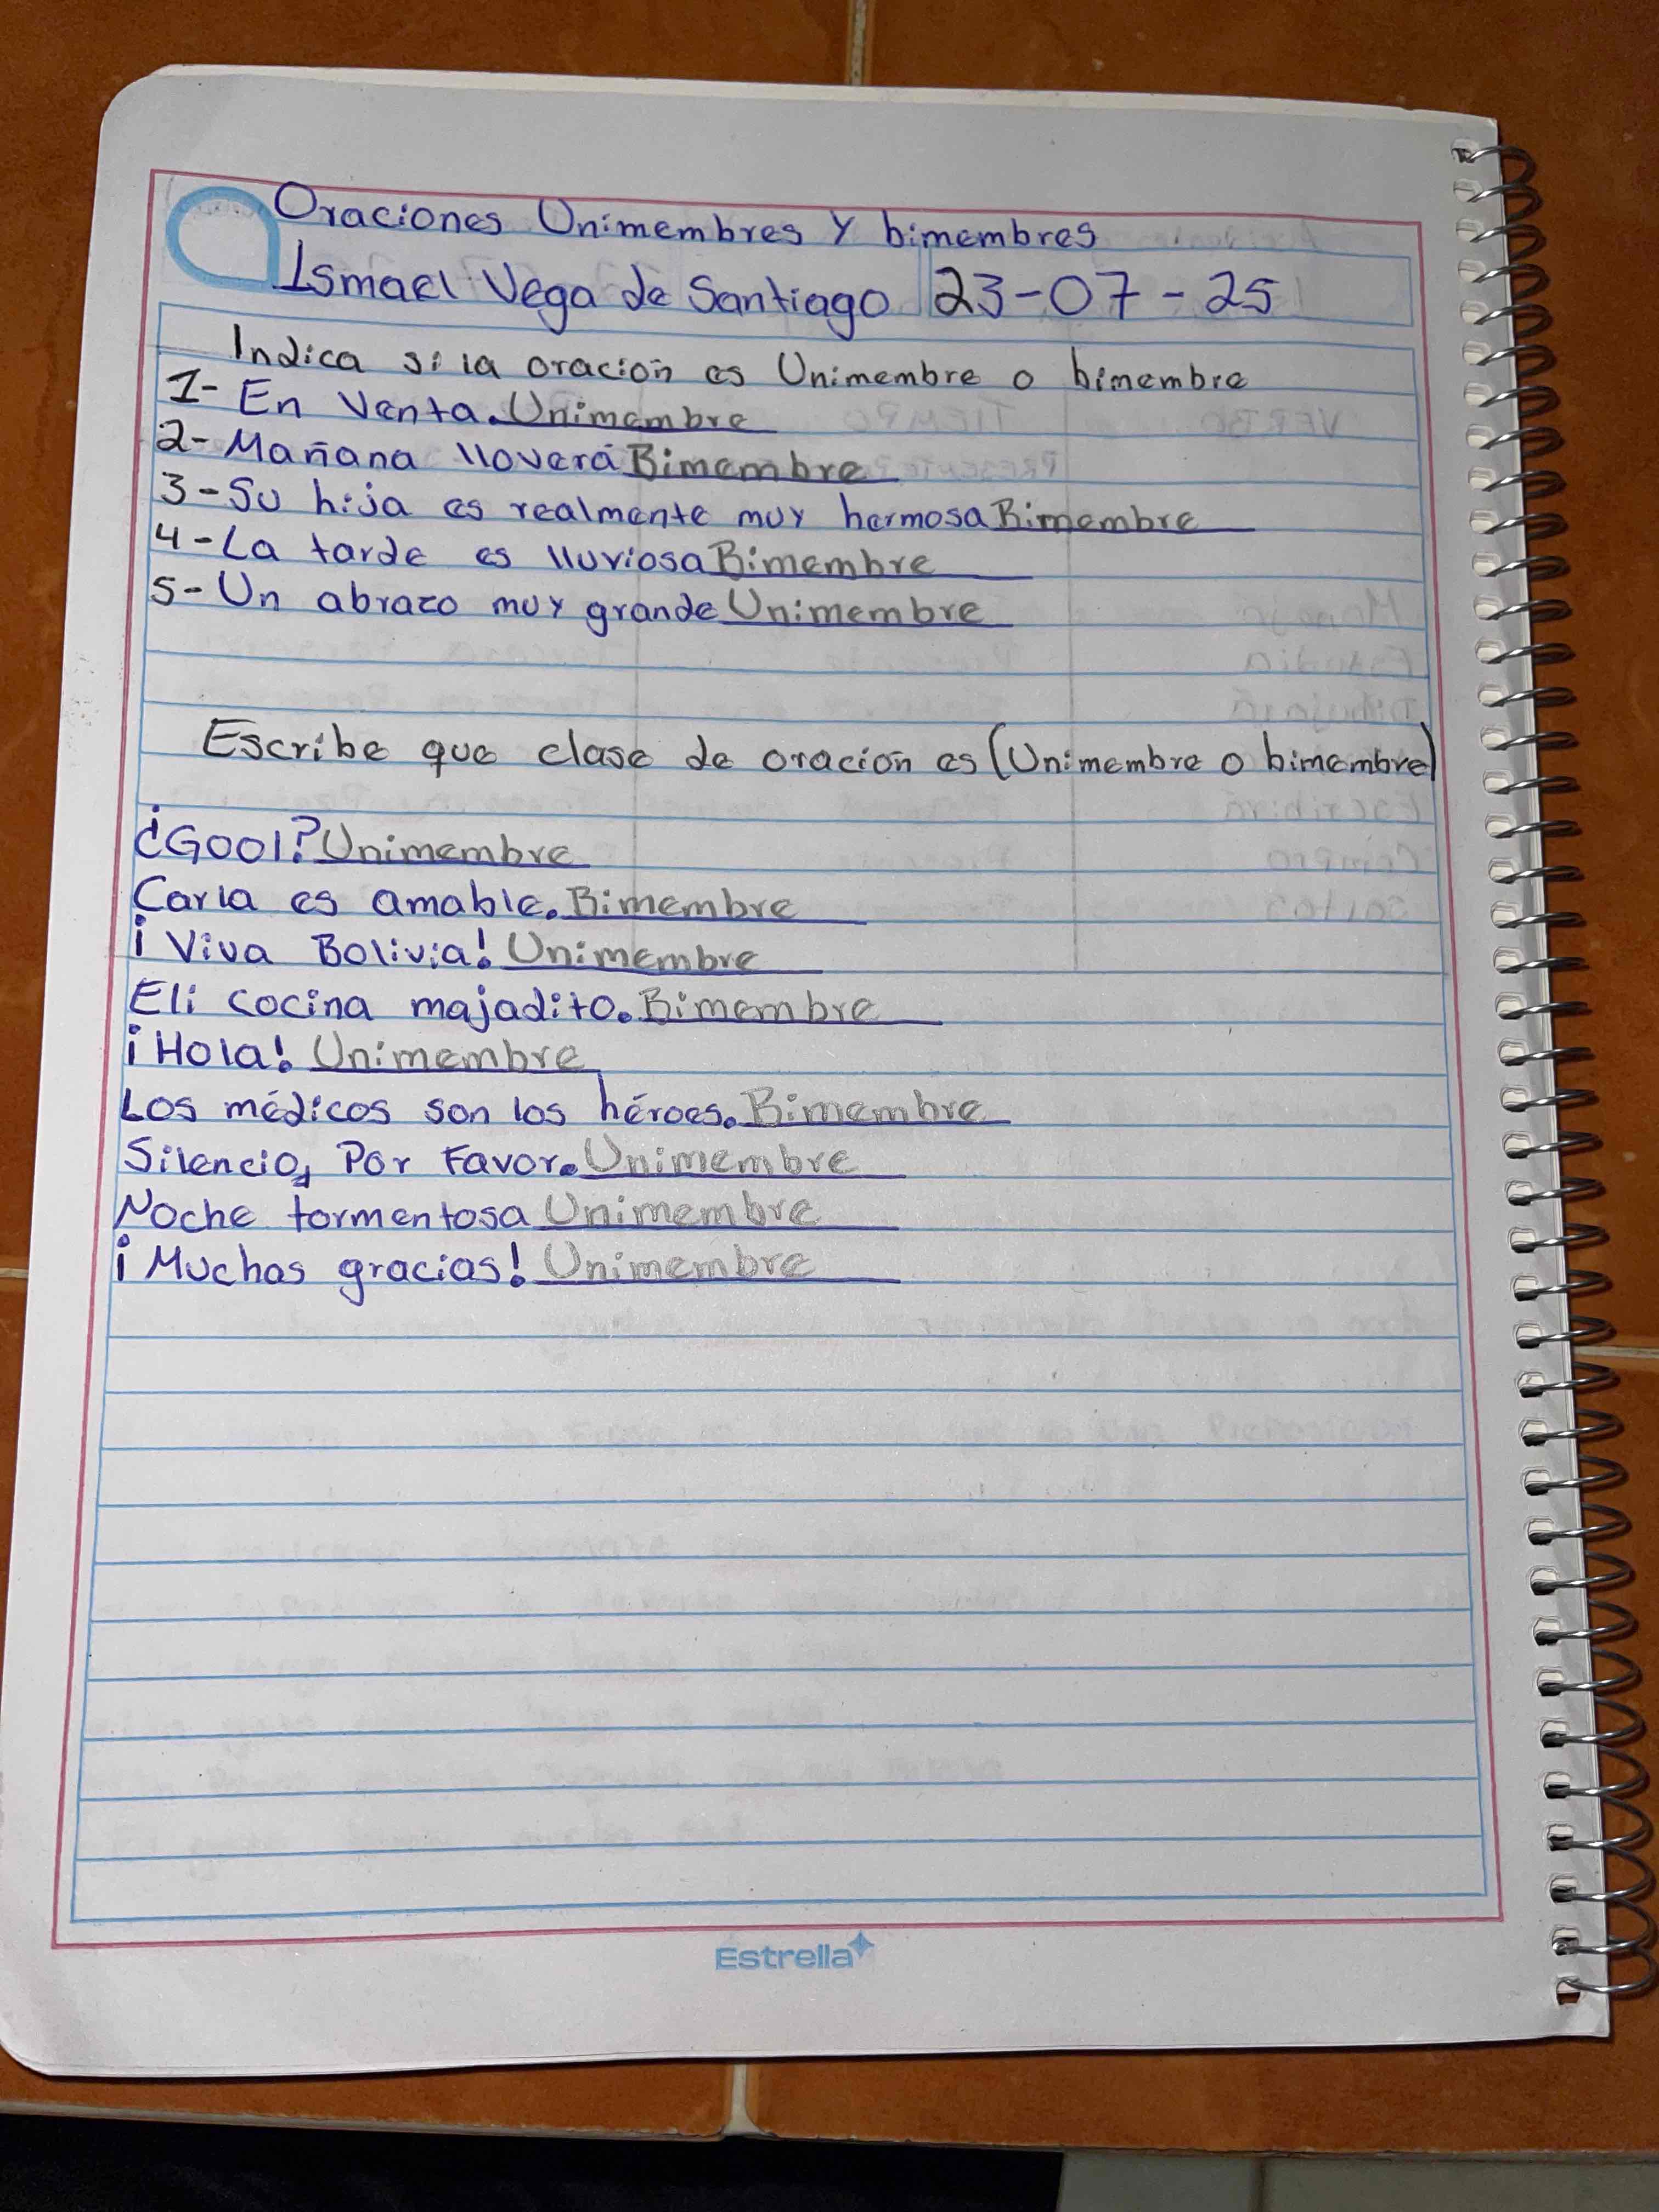 Oraciones Unimembres y bimembres
Ismael Vega de Santiago 23-07-25
Indica si la oración es Unimembre o bimembre
1- En Venta. Unimembre
2- Mañana lloverá Bimembre
3- Su hija es realmente muy hermosa Bimembre
4- La tarde es lluviosa Bimembre
5- Un abrazo muy grande Unimembre
Escribe que clase de oración es (Unimembre o bimembre)
¿Gool? Unimembre
Carla es amable. Bimembre
¡Viva Bolivia! Unimembre
Eli cocina majadito. Bimembre
¡Hola! Unimembre
Los médicos son los héroes. Bimembre
Silencio, Por Favor. Unimembre
Noche tormentosa Unimembre
¡Muchas gracias! Unimembre
Estrella